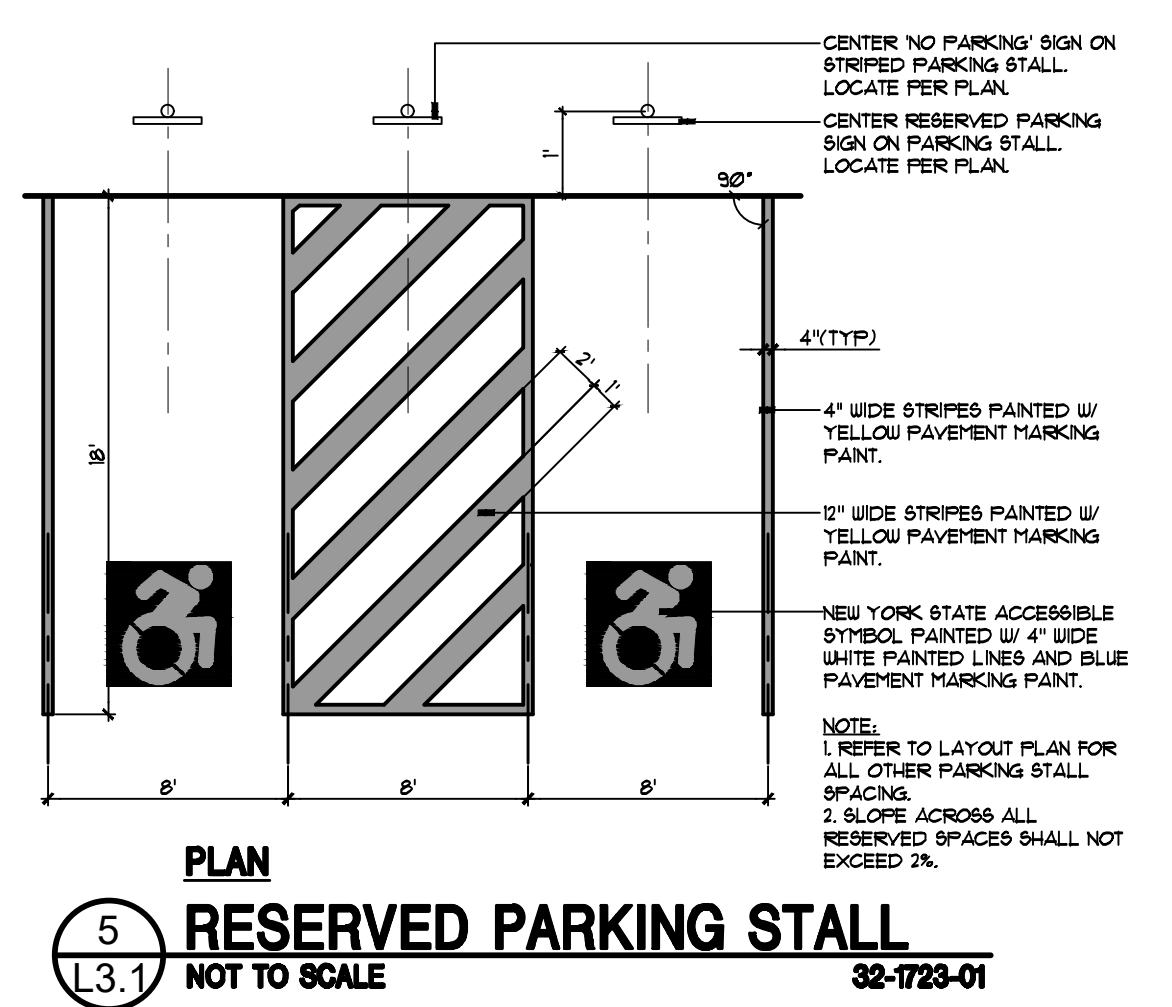 CENTER 'NO PARKING' SIGN ON
STRIPED PARKING STALL.
LOCATE PER PLAN.
CENTER RESERVED PARKING
SIGN ON PARKING STALL.
LOCATE PER PLAN.
1'
90°
4"(TYP)
2'
1'
18'
4" WIDE STRIPES PAINTED W/
YELLOW PAVEMENT MARKING
PAINT.
12" WIDE STRIPES PAINTED W/
YELLOW PAVEMENT MARKING
PAINT.
NEW YORK STATE ACCESSIBLE
SYMBOL PAINTED W/ 4" WIDE
WHITE PAINTED LINES AND BLUE
PAVEMENT MARKING PAINT.
NOTE:
1. REFER TO LAYOUT PLAN FOR
ALL OTHER PARKING STALL
SPACING.
2. SLOPE ACROSS ALL
RESERVED SPACES SHALL NOT
EXCEED 2%.
8' 8' 8'
PLAN
5
L3.1
RESERVED PARKING STALL
NOT TO SCALE 32-1723-01